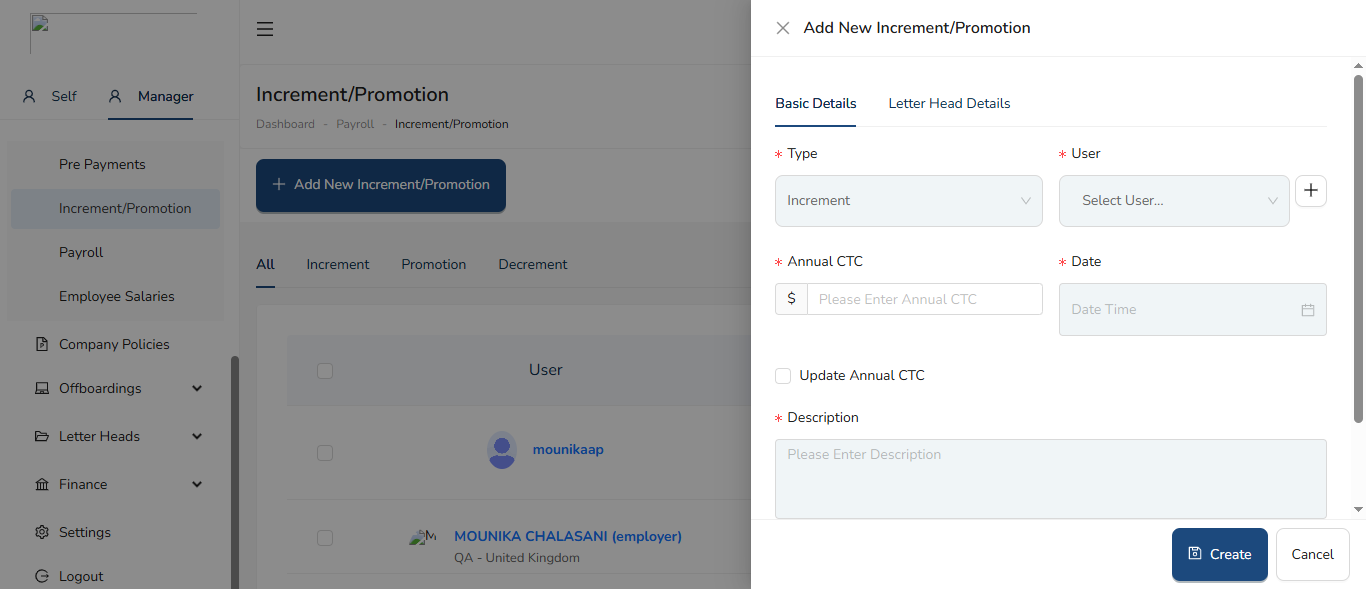 Self
Manager
Pre Payments
Increment/Promotion
Payroll
Employee Salaries
Company Policies
Offboardings
Letter Heads
Finance
Settings
Logout
Increment/Promotion
Dashboard - Payroll - Increment/Promotion
+ Add New Increment/Promotion
All Increment Promotion Decrement
User
mounikaap
M
MOUNIKA CHALASANI (employer)
QA - United Kingdom
Add New Increment/Promotion
Basic Details Letter Head Details
* Type
* User
Increment
Select User...
* Annual CTC
* Date
$ Please Enter Annual CTC
Date Time
Update Annual CTC
* Description
Please Enter Description
Create
Cancel